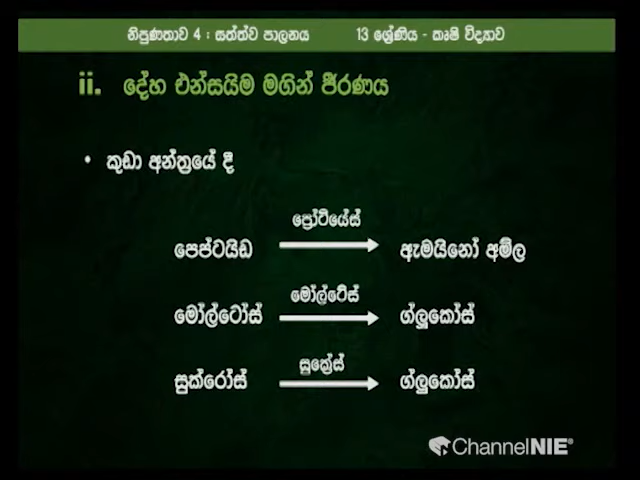 නිපුණතාව 4 : සත්ත්ව පාලනය 13 ශ්‍රේණිය - කෘෂි විද්‍යාව
ii. දේහ එන්සයිම මගින් ජීරණය
• කුඩා අන්ත්‍රයේ දී
ප්‍රෝටියේස්
පෙප්ටයිඩ ඇමයිනෝ අම්ල
මෝල්ටේස්
මෝල්ටෝස් ග්ලූකෝස්
සුක්‍රේස්
සුක්රෝස් ග්ලුකෝස්
ChannelNIE®